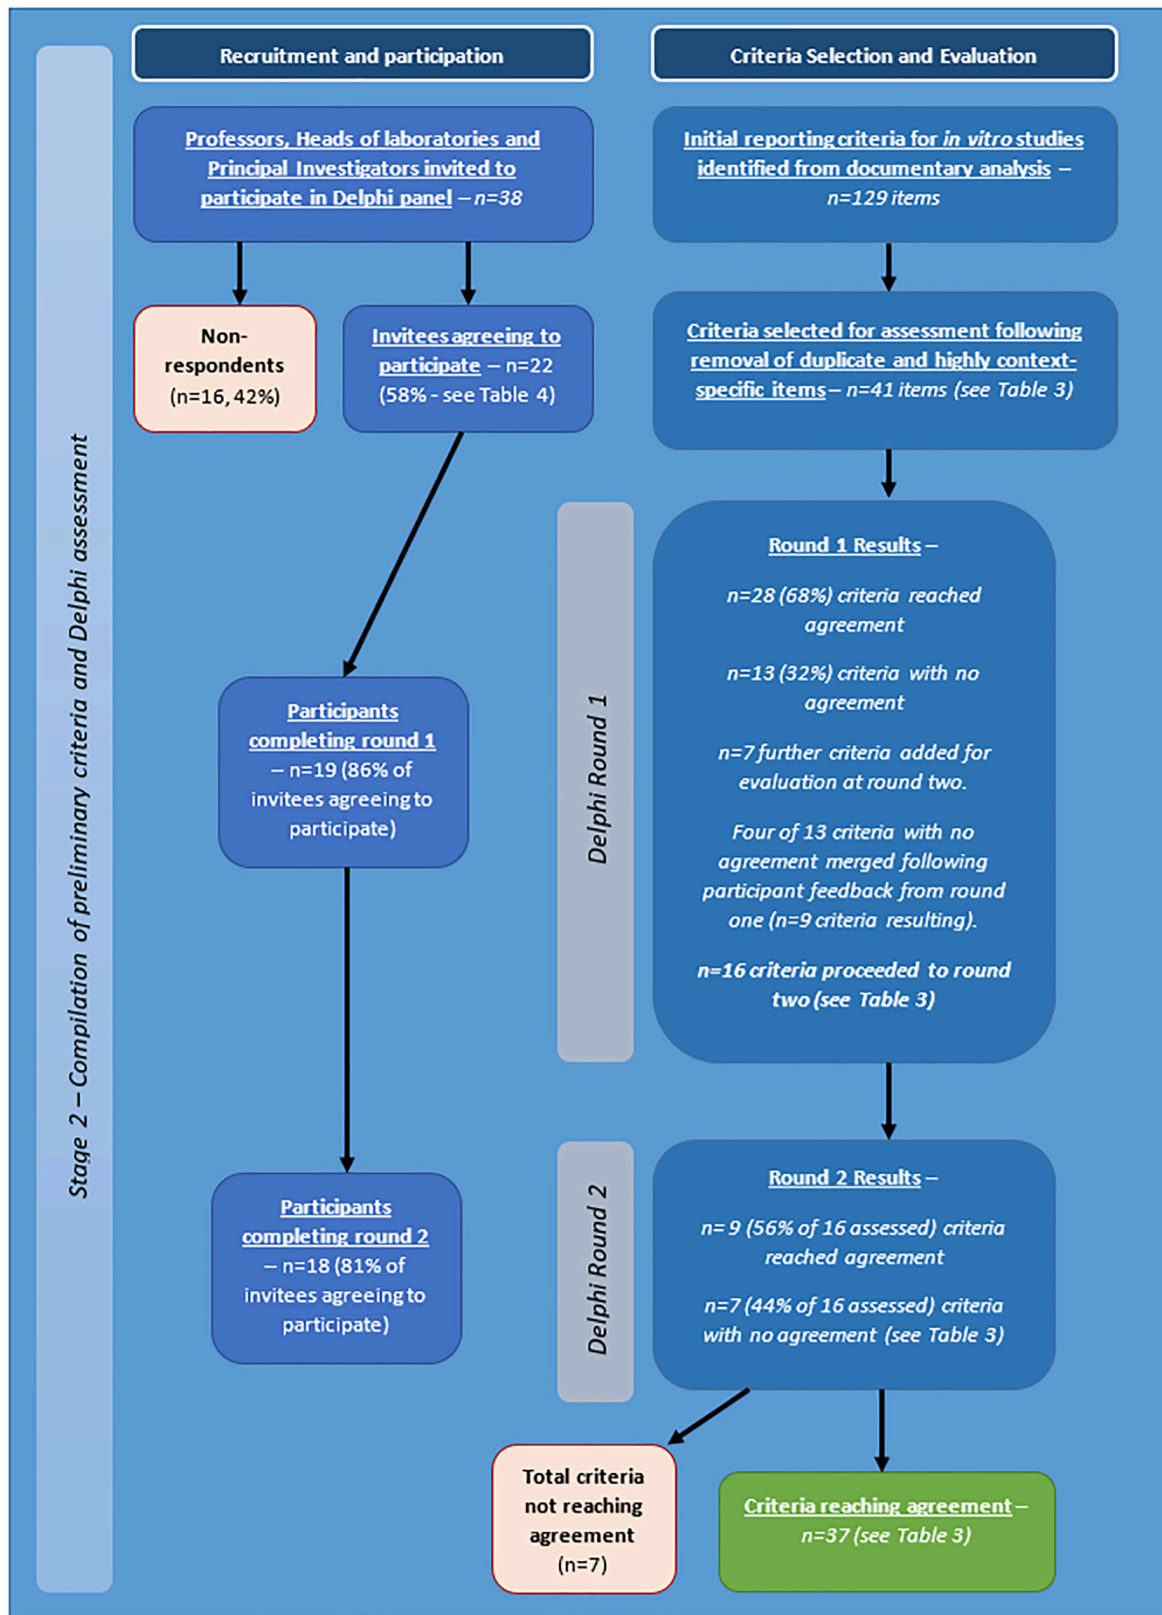 Recruitment and participation
Criteria Selection and Evaluation
Stage 2 – Compilation of preliminary criteria and Delphi assessment
Professors, Heads of laboratories and
Principal Investigators invited to
participate in Delphi panel – n=38
Non-
respondents
(n=16, 42%)
Invitees agreeing to
participate – n=22
(58% - see Table 4)
Participants
completing round 1
– n=19 (86% of
invitees agreeing to
participate)
Participants
completing round 2
– n=18 (81% of
invitees agreeing to
participate)
Initial reporting criteria for in vitro studies
identified from documentary analysis –
n=129 items
Criteria selected for assessment following
removal of duplicate and highly context-
specific items – n=41 items (see Table 3)
Delphi Round 1
Round 1 Results –
n=28 (68%) criteria reached
agreement
n=13 (32%) criteria with no
agreement
n=7 further criteria added for
evaluation at round two.
Four of 13 criteria with no
agreement merged following
participant feedback from round
one (n=9 criteria resulting).
n=16 criteria proceeded to round
two (see Table 3)
Delphi Round 2
Round 2 Results –
n= 9 (56% of 16 assessed) criteria
reached agreement
n=7 (44% of 16 assessed) criteria
with no agreement (see Table 3)
Total criteria
not reaching
agreement
(n=7)
Criteria reaching agreement –
n=37 (see Table 3)